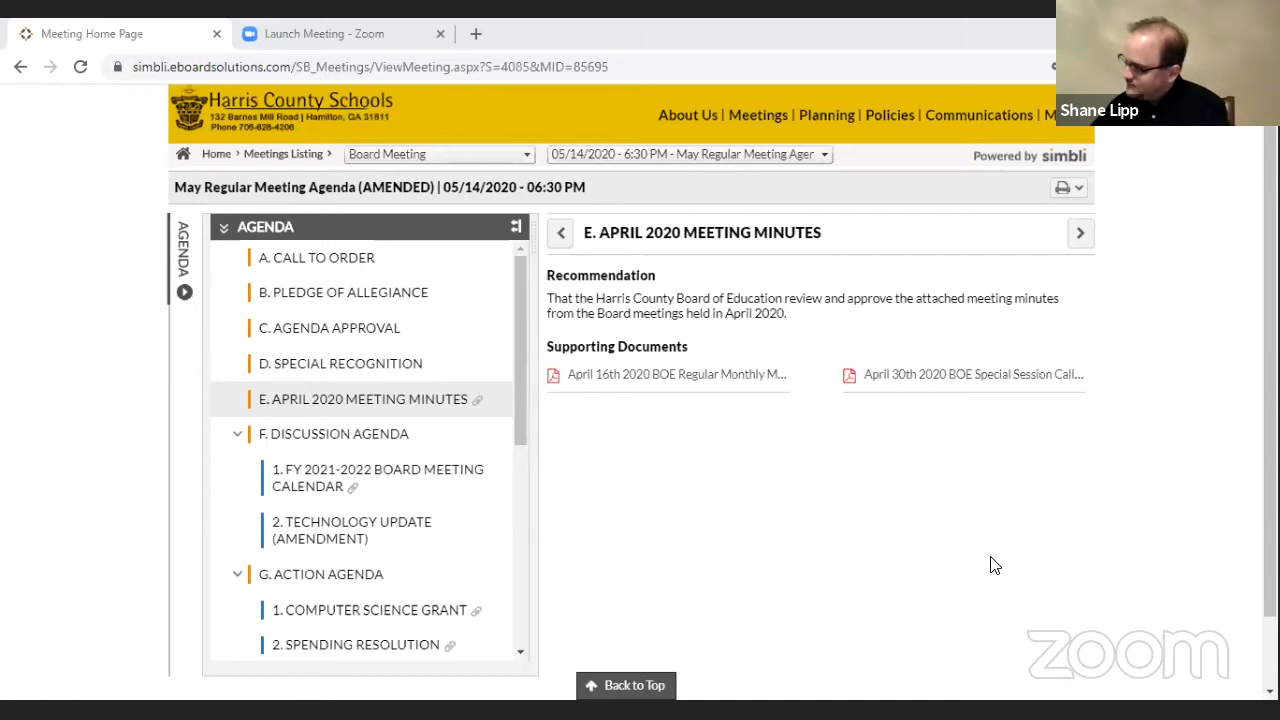 Meeting Home Page
Launch Meeting - Zoom
simbli.eboardsolutions.com/SB_Meetings/ViewMeeting.aspx?S=4085&MID=85695
Shane Lipp
Harris County Schools
132 Barnes Mill Road | Hamilton, GA 31811
Phone 706-628-4206
About Us | Meetings | Planning | Policies | Communications | M
Home › Meetings Listing ›
Board Meeting
05/14/2020 - 6:30 PM - May Regular Meeting Ager
Powered by simbli
May Regular Meeting Agenda (AMENDED) | 05/14/2020 - 06:30 PM
AGENDA
AGENDA
A. CALL TO ORDER
B. PLEDGE OF ALLEGIANCE
C. AGENDA APPROVAL
D. SPECIAL RECOGNITION
E. APRIL 2020 MEETING MINUTES
F. DISCUSSION AGENDA
1. FY 2021-2022 BOARD MEETING
CALENDAR
2. TECHNOLOGY UPDATE
(AMENDMENT)
G. ACTION AGENDA
1. COMPUTER SCIENCE GRANT
2. SPENDING RESOLUTION
E. APRIL 2020 MEETING MINUTES
Recommendation
That the Harris County Board of Education review and approve the attached meeting minutes
from the Board meetings held in April 2020.
Supporting Documents
April 16th 2020 BOE Regular Monthly M...
April 30th 2020 BOE Special Session Call...
Back to Top
zoom